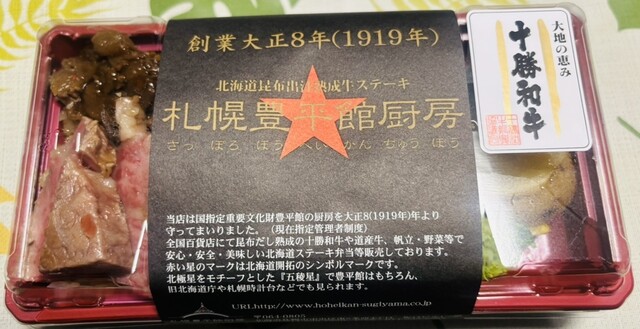 創業大正8年(1919年)
北海道昆布出汁熟成牛ステーキ
札幌豊平館厨房。
さっ ぽろ ほう へい かん ちゅう ぼう
大地の恵み
十勝和牛
当店は国指定重要文化財豊平館の厨房を大正8(1919)年より
守ってまいりました。(現在指定管理者制度)
全国百貨店にて昆布だし熟成の十勝和牛や道産牛、帆立・野菜等で
安心・安全・美味しい北海道ステーキ弁当等販売しております。
赤い星のマークは北海道開拓のシンボルマークです。
北極星をモチーフとした『五稜星』で豊平館はもちろん、
旧北海道庁や札幌時計台などでも見られます。
URLhttp://www.hoheikan-sugiyama.co.jp